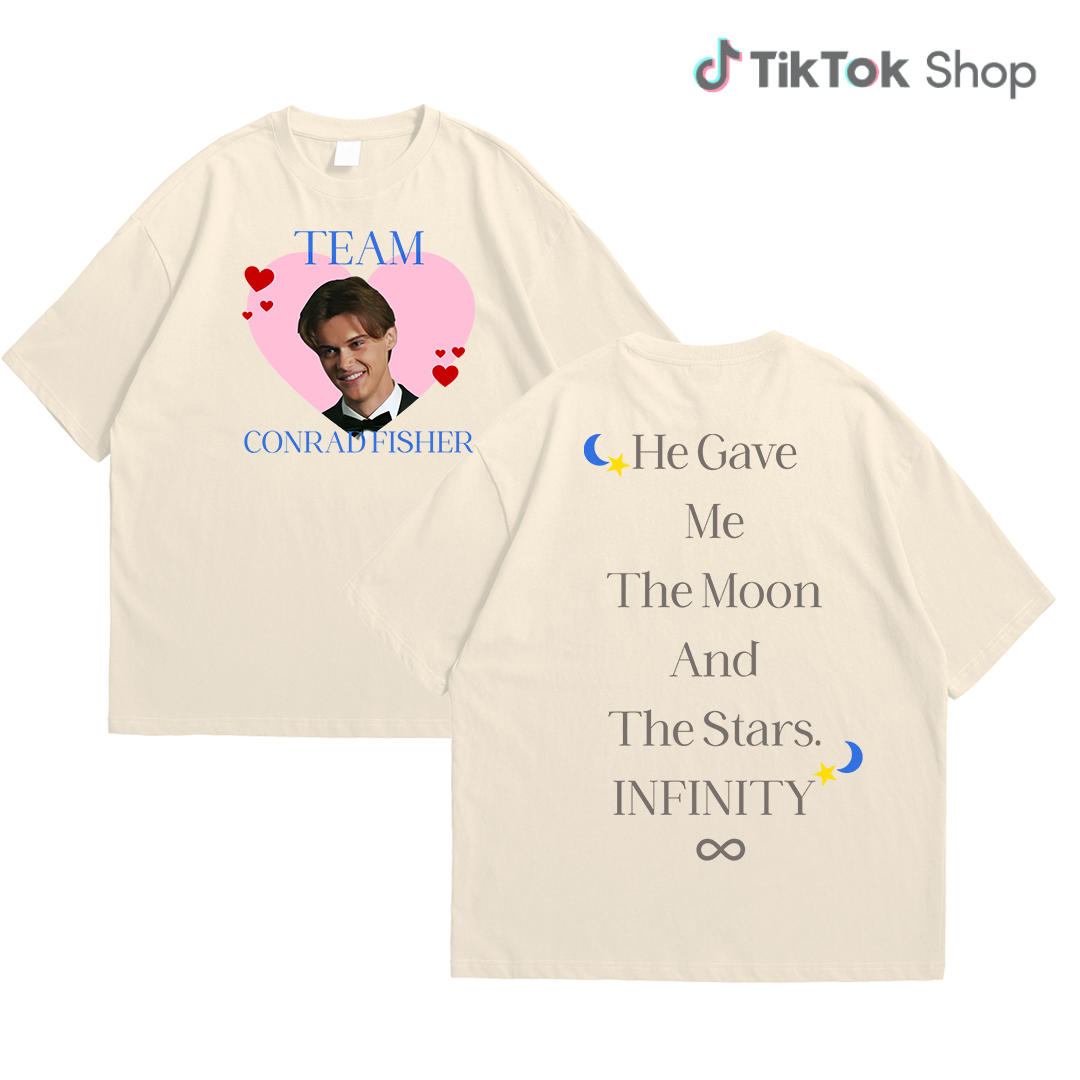 TikTok Shop
TEAM
CONRAD FISHER
He Gave
Me
The Moon
And
The Stars.
INFINITY